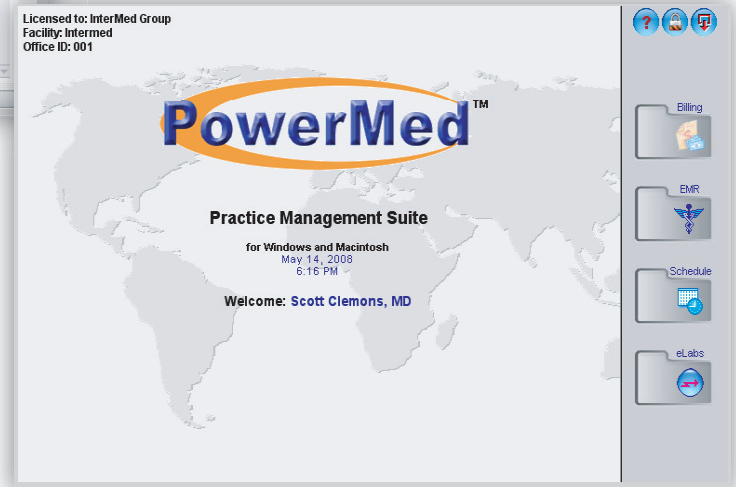 Licensed to: InterMed Group
Facility: Intermed
Office ID: 001
PowerMed™
Practice Management Suite
for Windows and Macintosh
May 14, 2008
6:16 PM
Welcome: Scott Clemons, MD
?
Billing
EMR
Schedule
eLabs